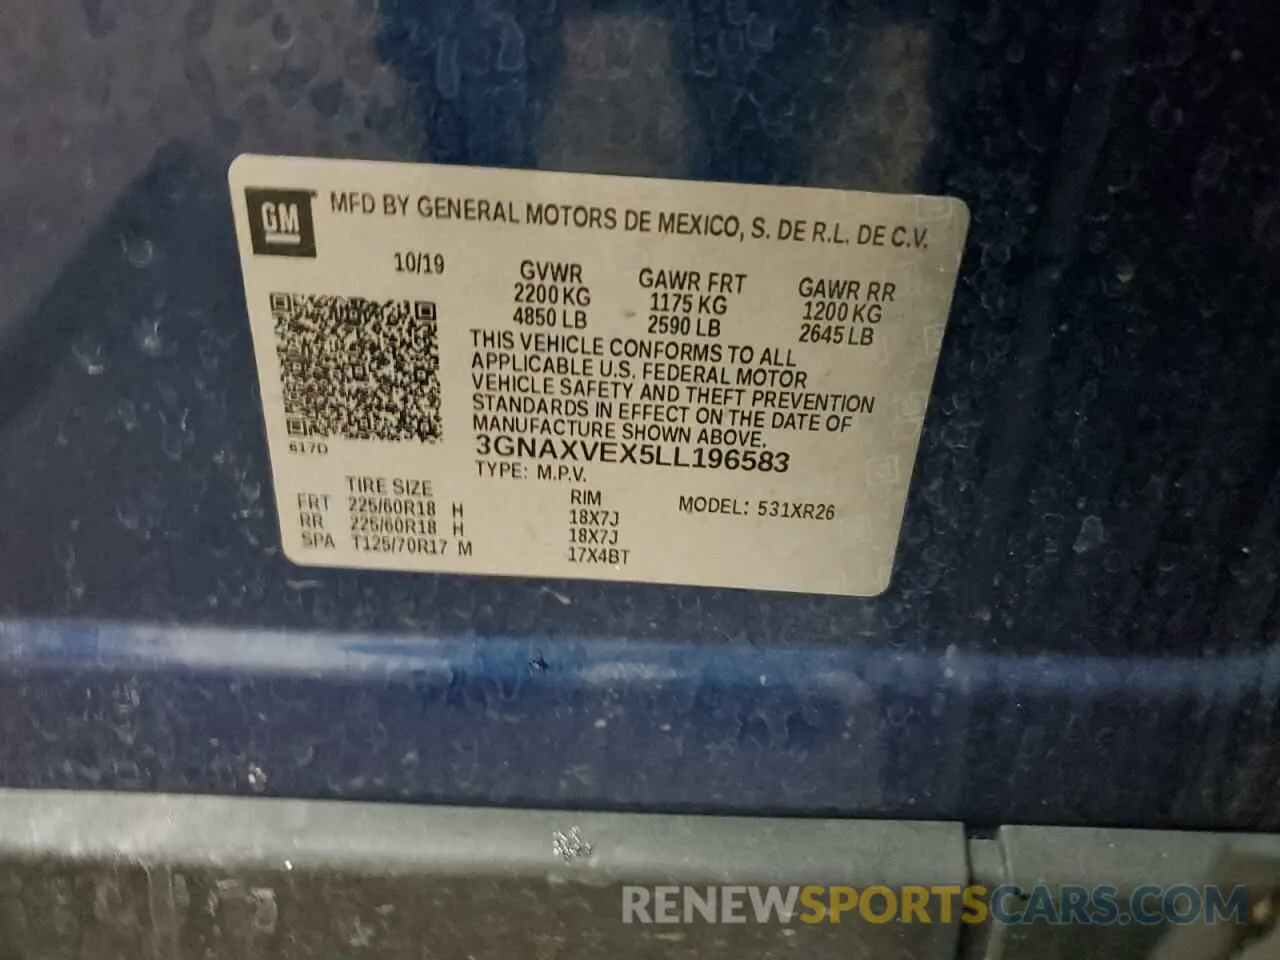 GM MFD BY GENERAL MOTORS DE MEXICO, S. DE R.L. DE C.V.
10/19 GVWR GAWR FRT GAWR RR
2200 KG 1175 KG 1200 KG
4850 LB 2590 LB 2645 LB
THIS VEHICLE CONFORMS TO ALL
APPLICABLE U.S. FEDERAL MOTOR
VEHICLE SAFETY AND THEFT PREVENTION
STANDARDS IN EFFECT ON THE DATE OF
MANUFACTURE SHOWN ABOVE.
617D
3GNAXVEX5LL196583
TYPE: M.P.V.
TIRE SIZE RIM MODEL: 531XR26
FRT 225/60R18 H 18X7J
RR 225/60R18 H 18X7J
SPA T125/70R17 M 17X4BT
RENEWSPORTSCARS.COM